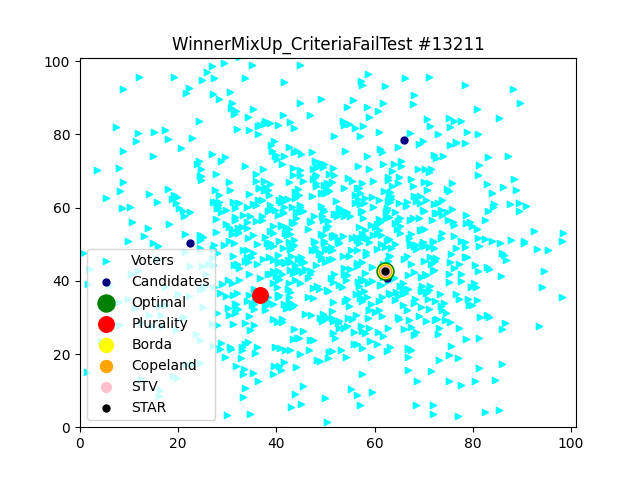 WinnerMixUp_CriteriaFailTest #13211
100
80
60
40
20
0
Voters
Candidates
Optimal
Plurality
Borda
Copeland
STV
STAR
0 20 40 60 80 100